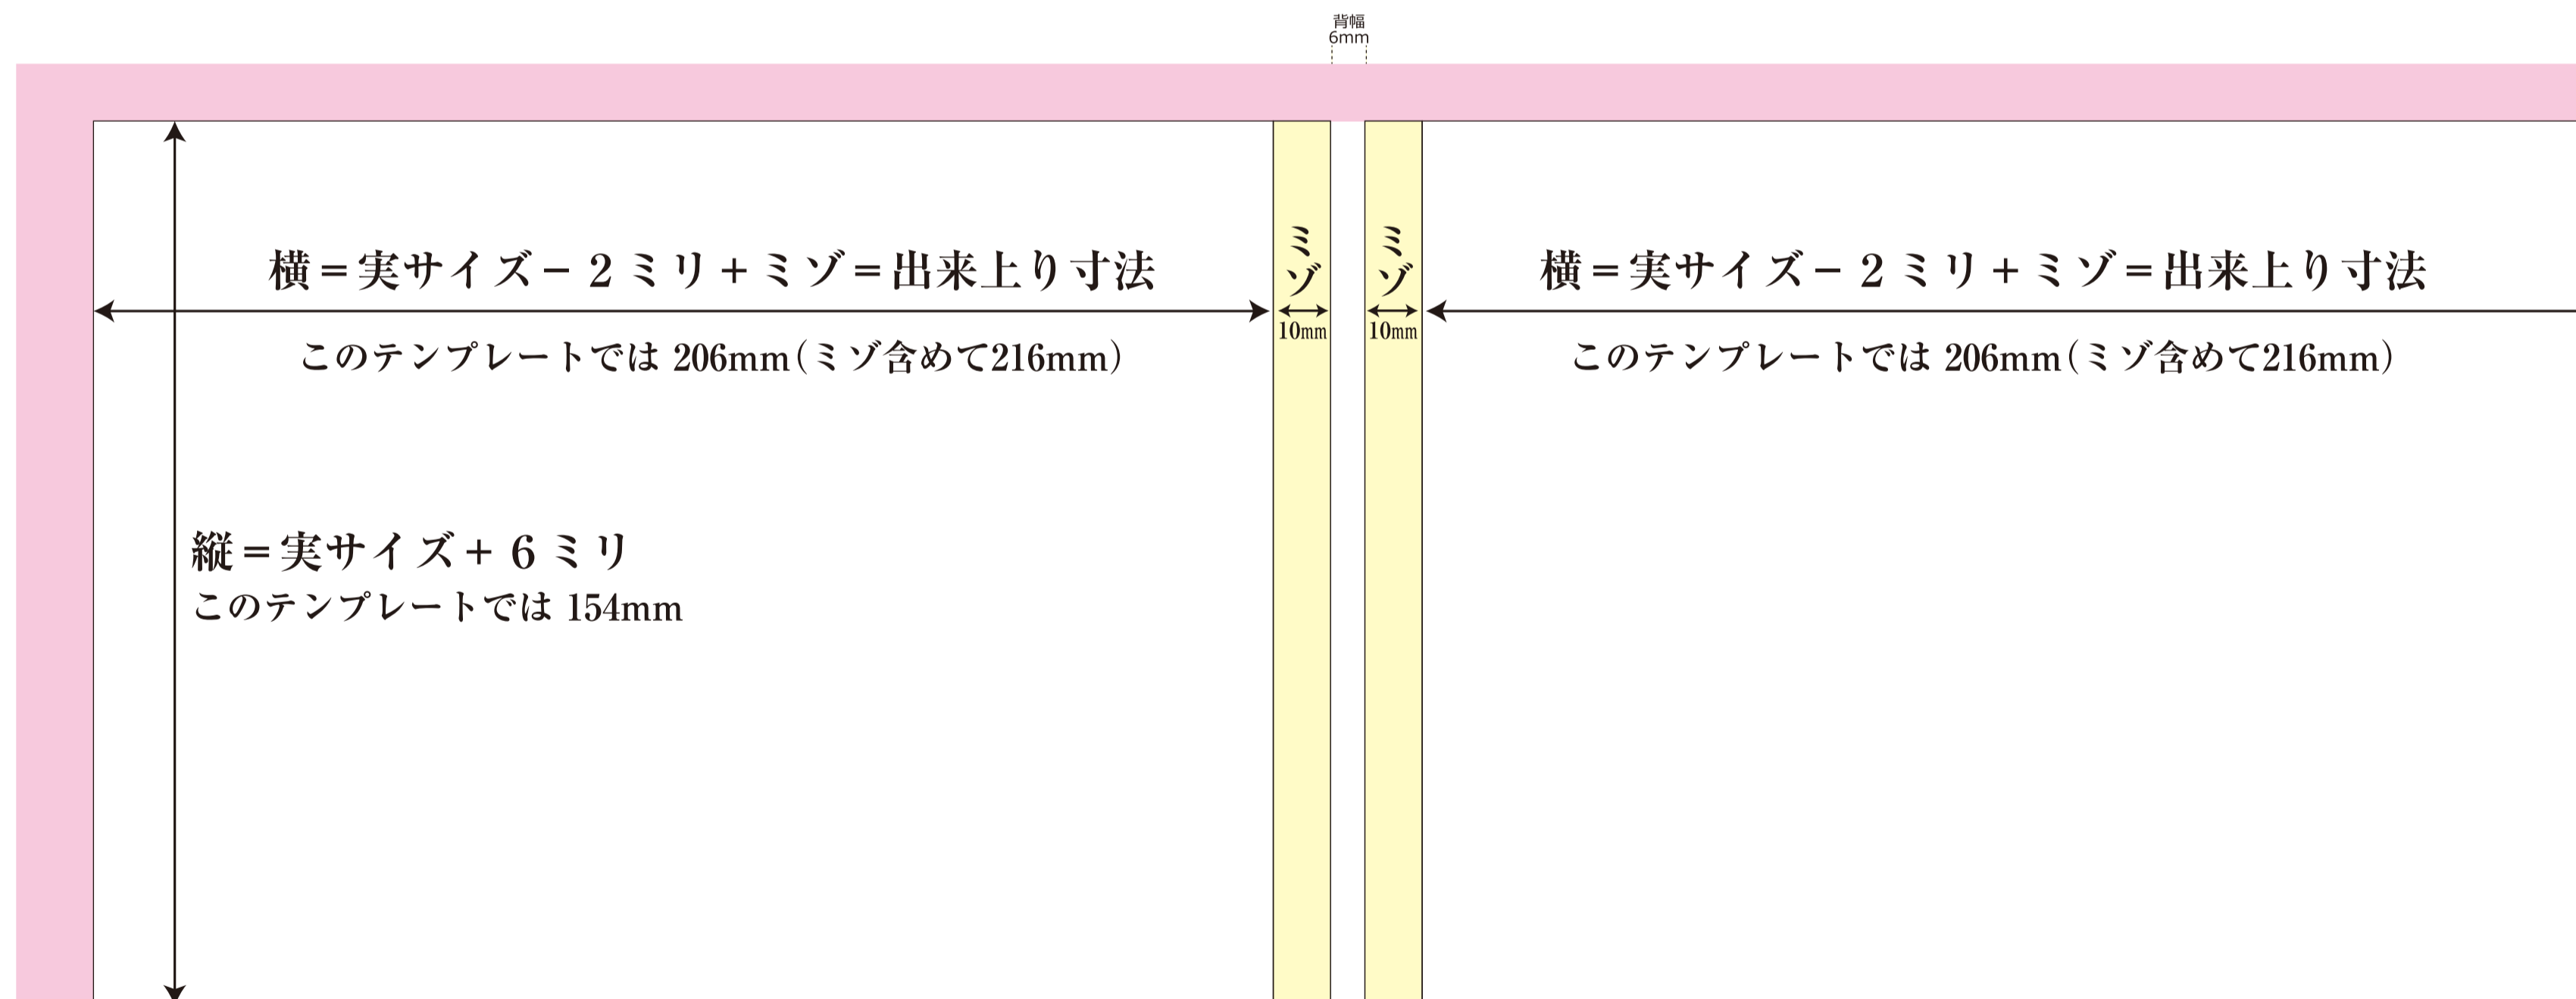 背幅
6mm
横＝実サイズ－２ミリ＋ミゾ＝出来上り寸法
このテンプレートでは 206mm（ミゾ含めて216mm）
ミゾ
10mm
ミゾ
10mm
横＝実サイズ－２ミリ＋ミゾ＝出来上り寸法
このテンプレートでは 206mm（ミゾ含めて216mm）
縦＝実サイズ＋６ミリ
このテンプレートでは 154mm